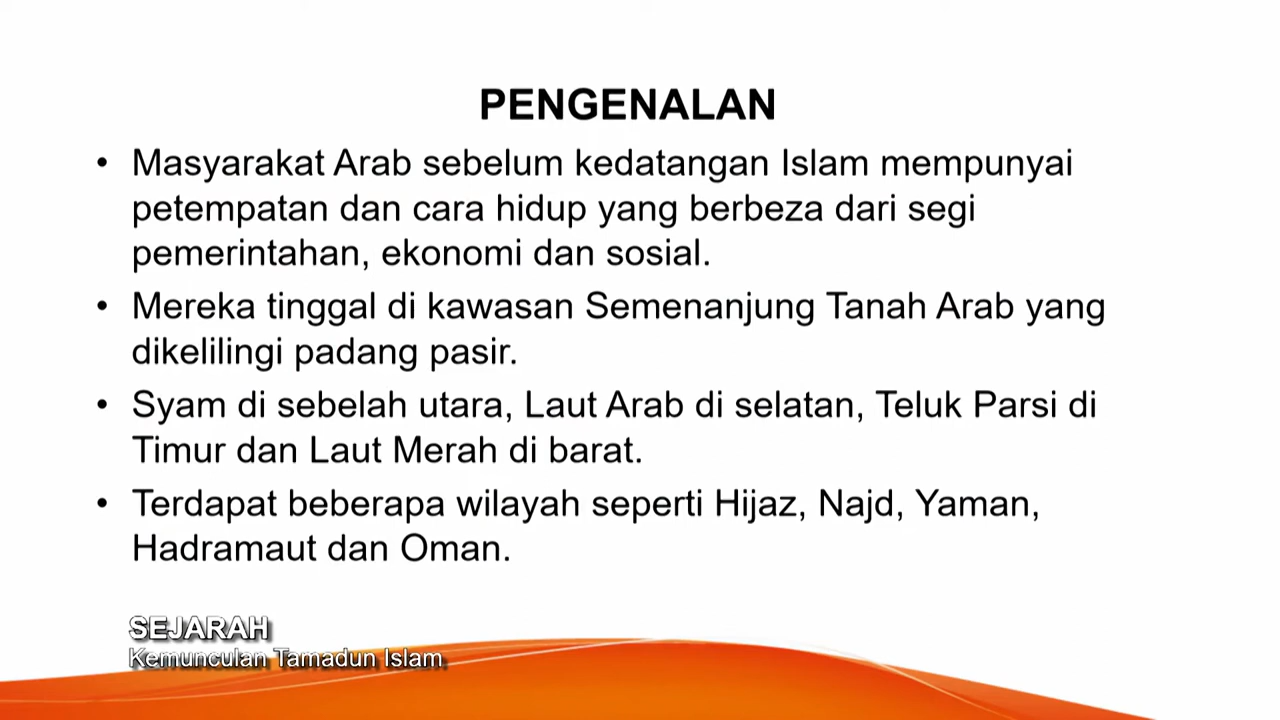 PENGENALAN
• Masyarakat Arab sebelum kedatangan Islam mempunyai
petempatan dan cara hidup yang berbeza dari segi
pemerintahan, ekonomi dan sosial.
• Mereka tinggal di kawasan Semenanjung Tanah Arab yang
dikelilingi padang pasir.
• Syam di sebelah utara, Laut Arab di selatan, Teluk Parsi di
Timur dan Laut Merah di barat.
• Terdapat beberapa wilayah seperti Hijaz, Najd, Yaman,
Hadramaut dan Oman.
SEJARAH
Kemunculan Tamadun Islam